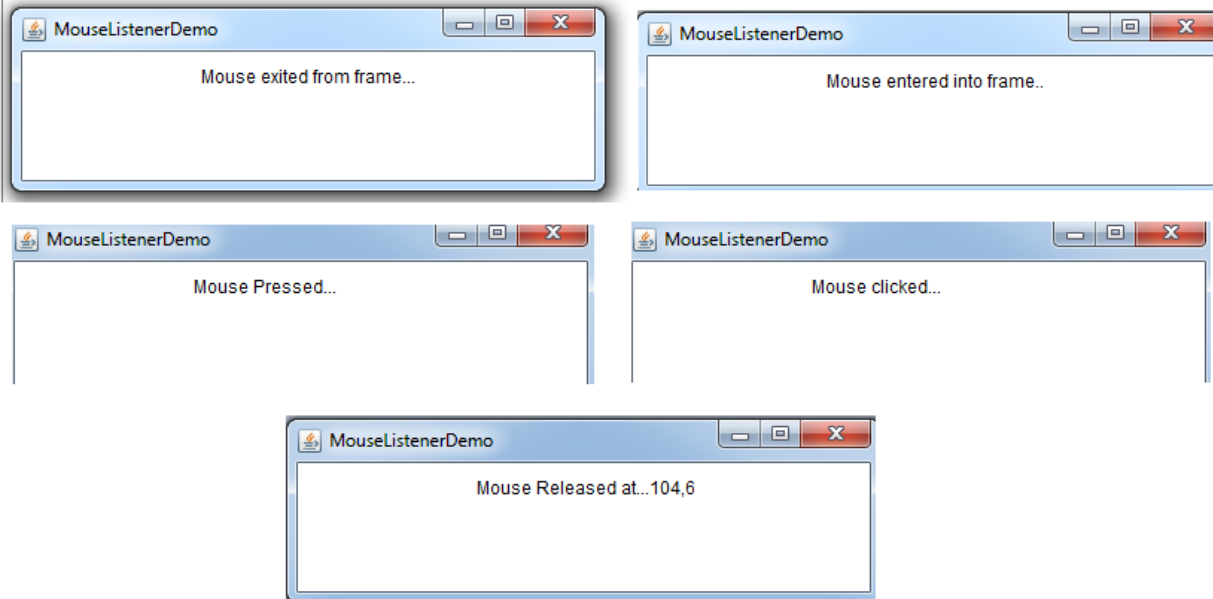 MouseListenerDemo
Mouse exited from frame...
MouseListenerDemo
Mouse entered into frame..
MouseListenerDemo
Mouse Pressed...
MouseListenerDemo
Mouse clicked...
MouseListenerDemo
Mouse Released at...104,6